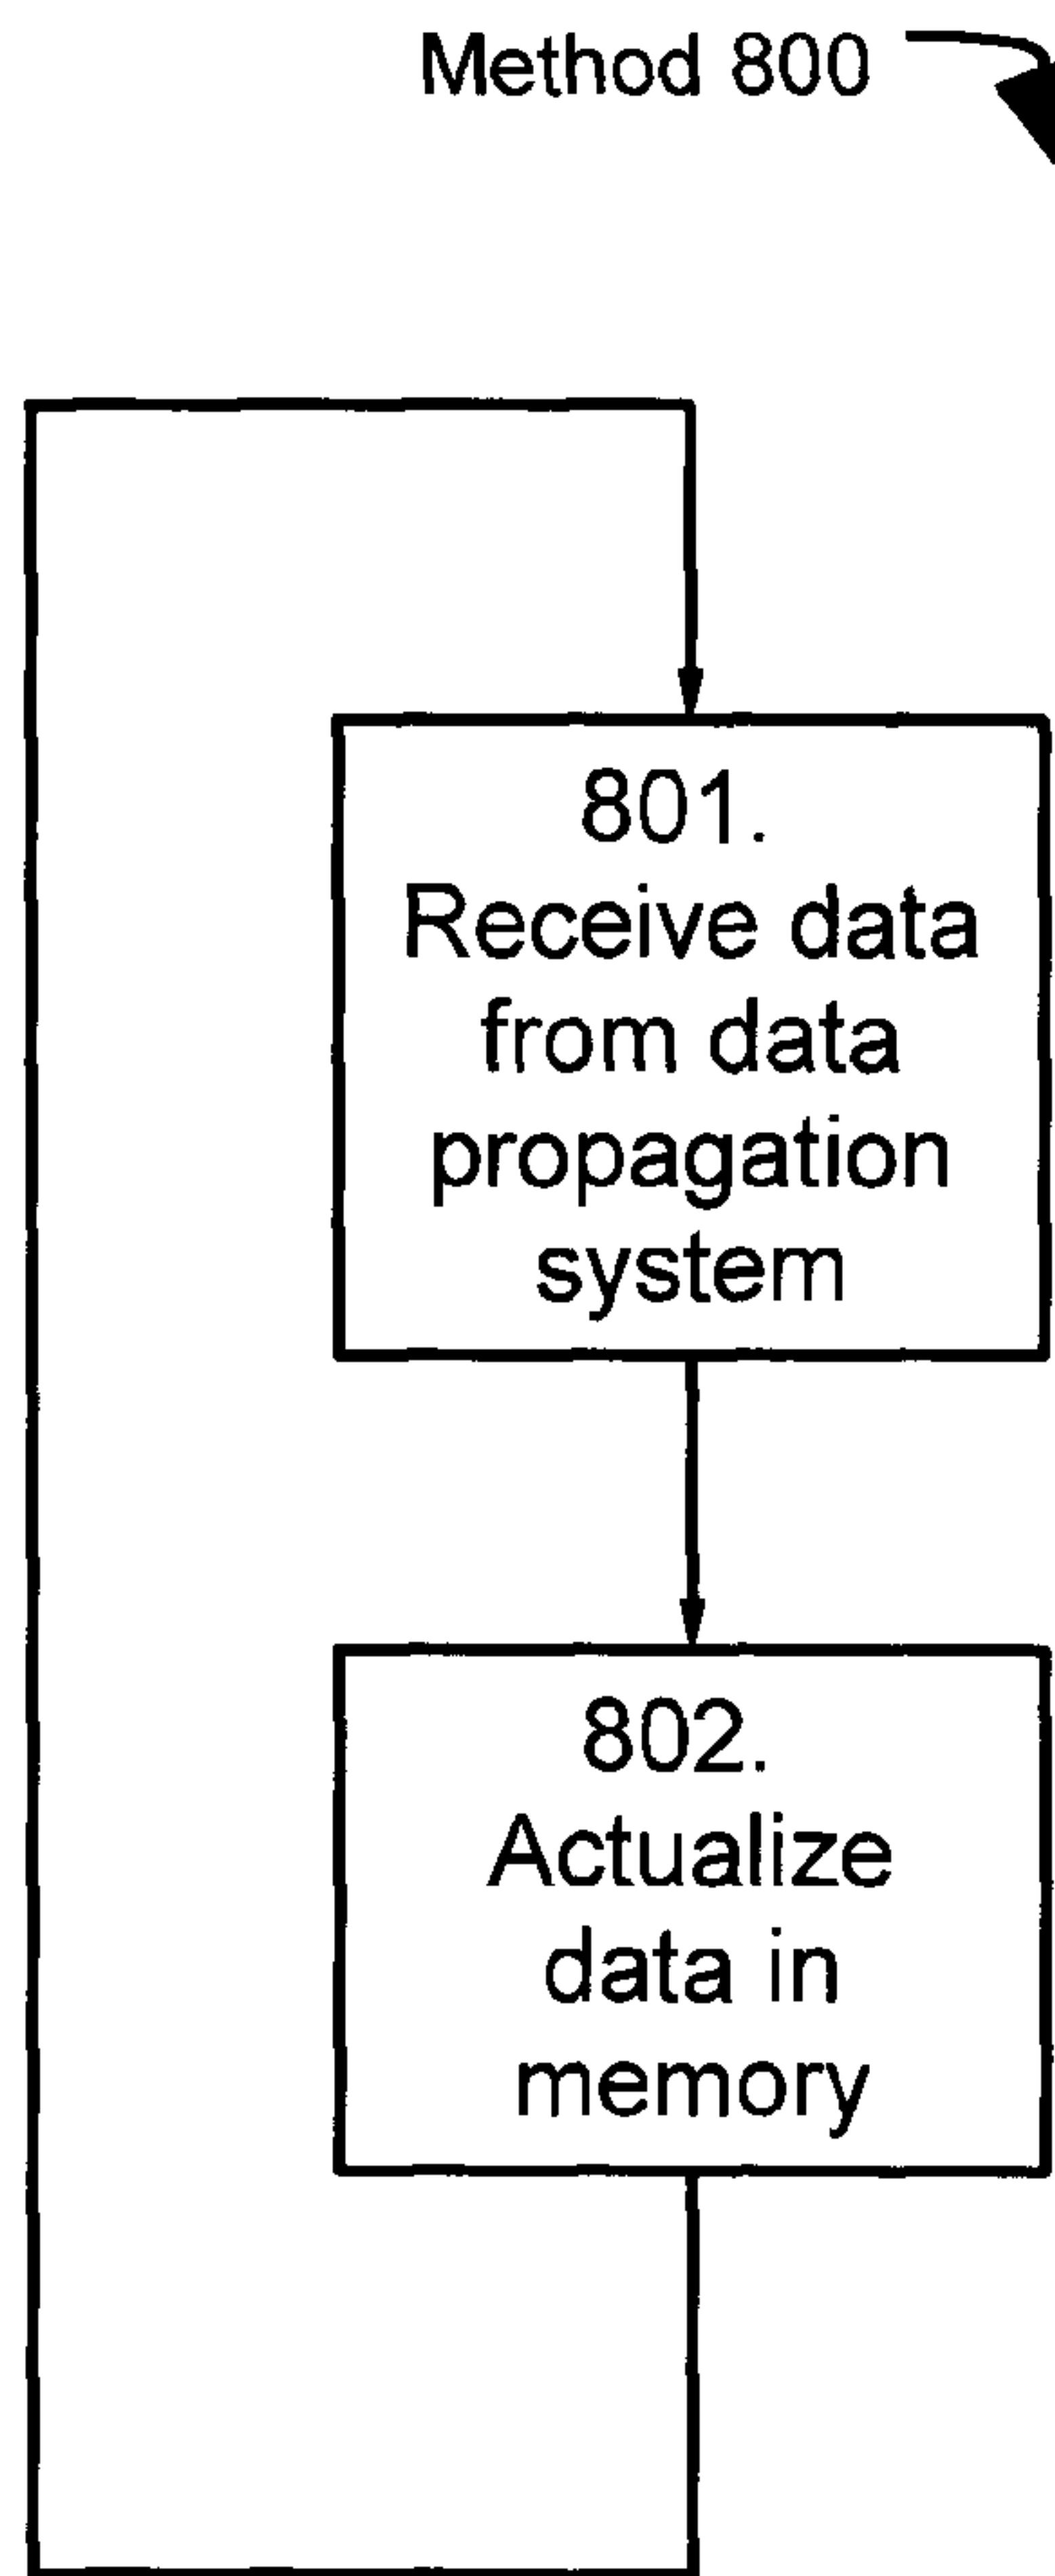 Method 800
801.
Receive data
from data
propagation
system
802.
Actualize
data in
memory